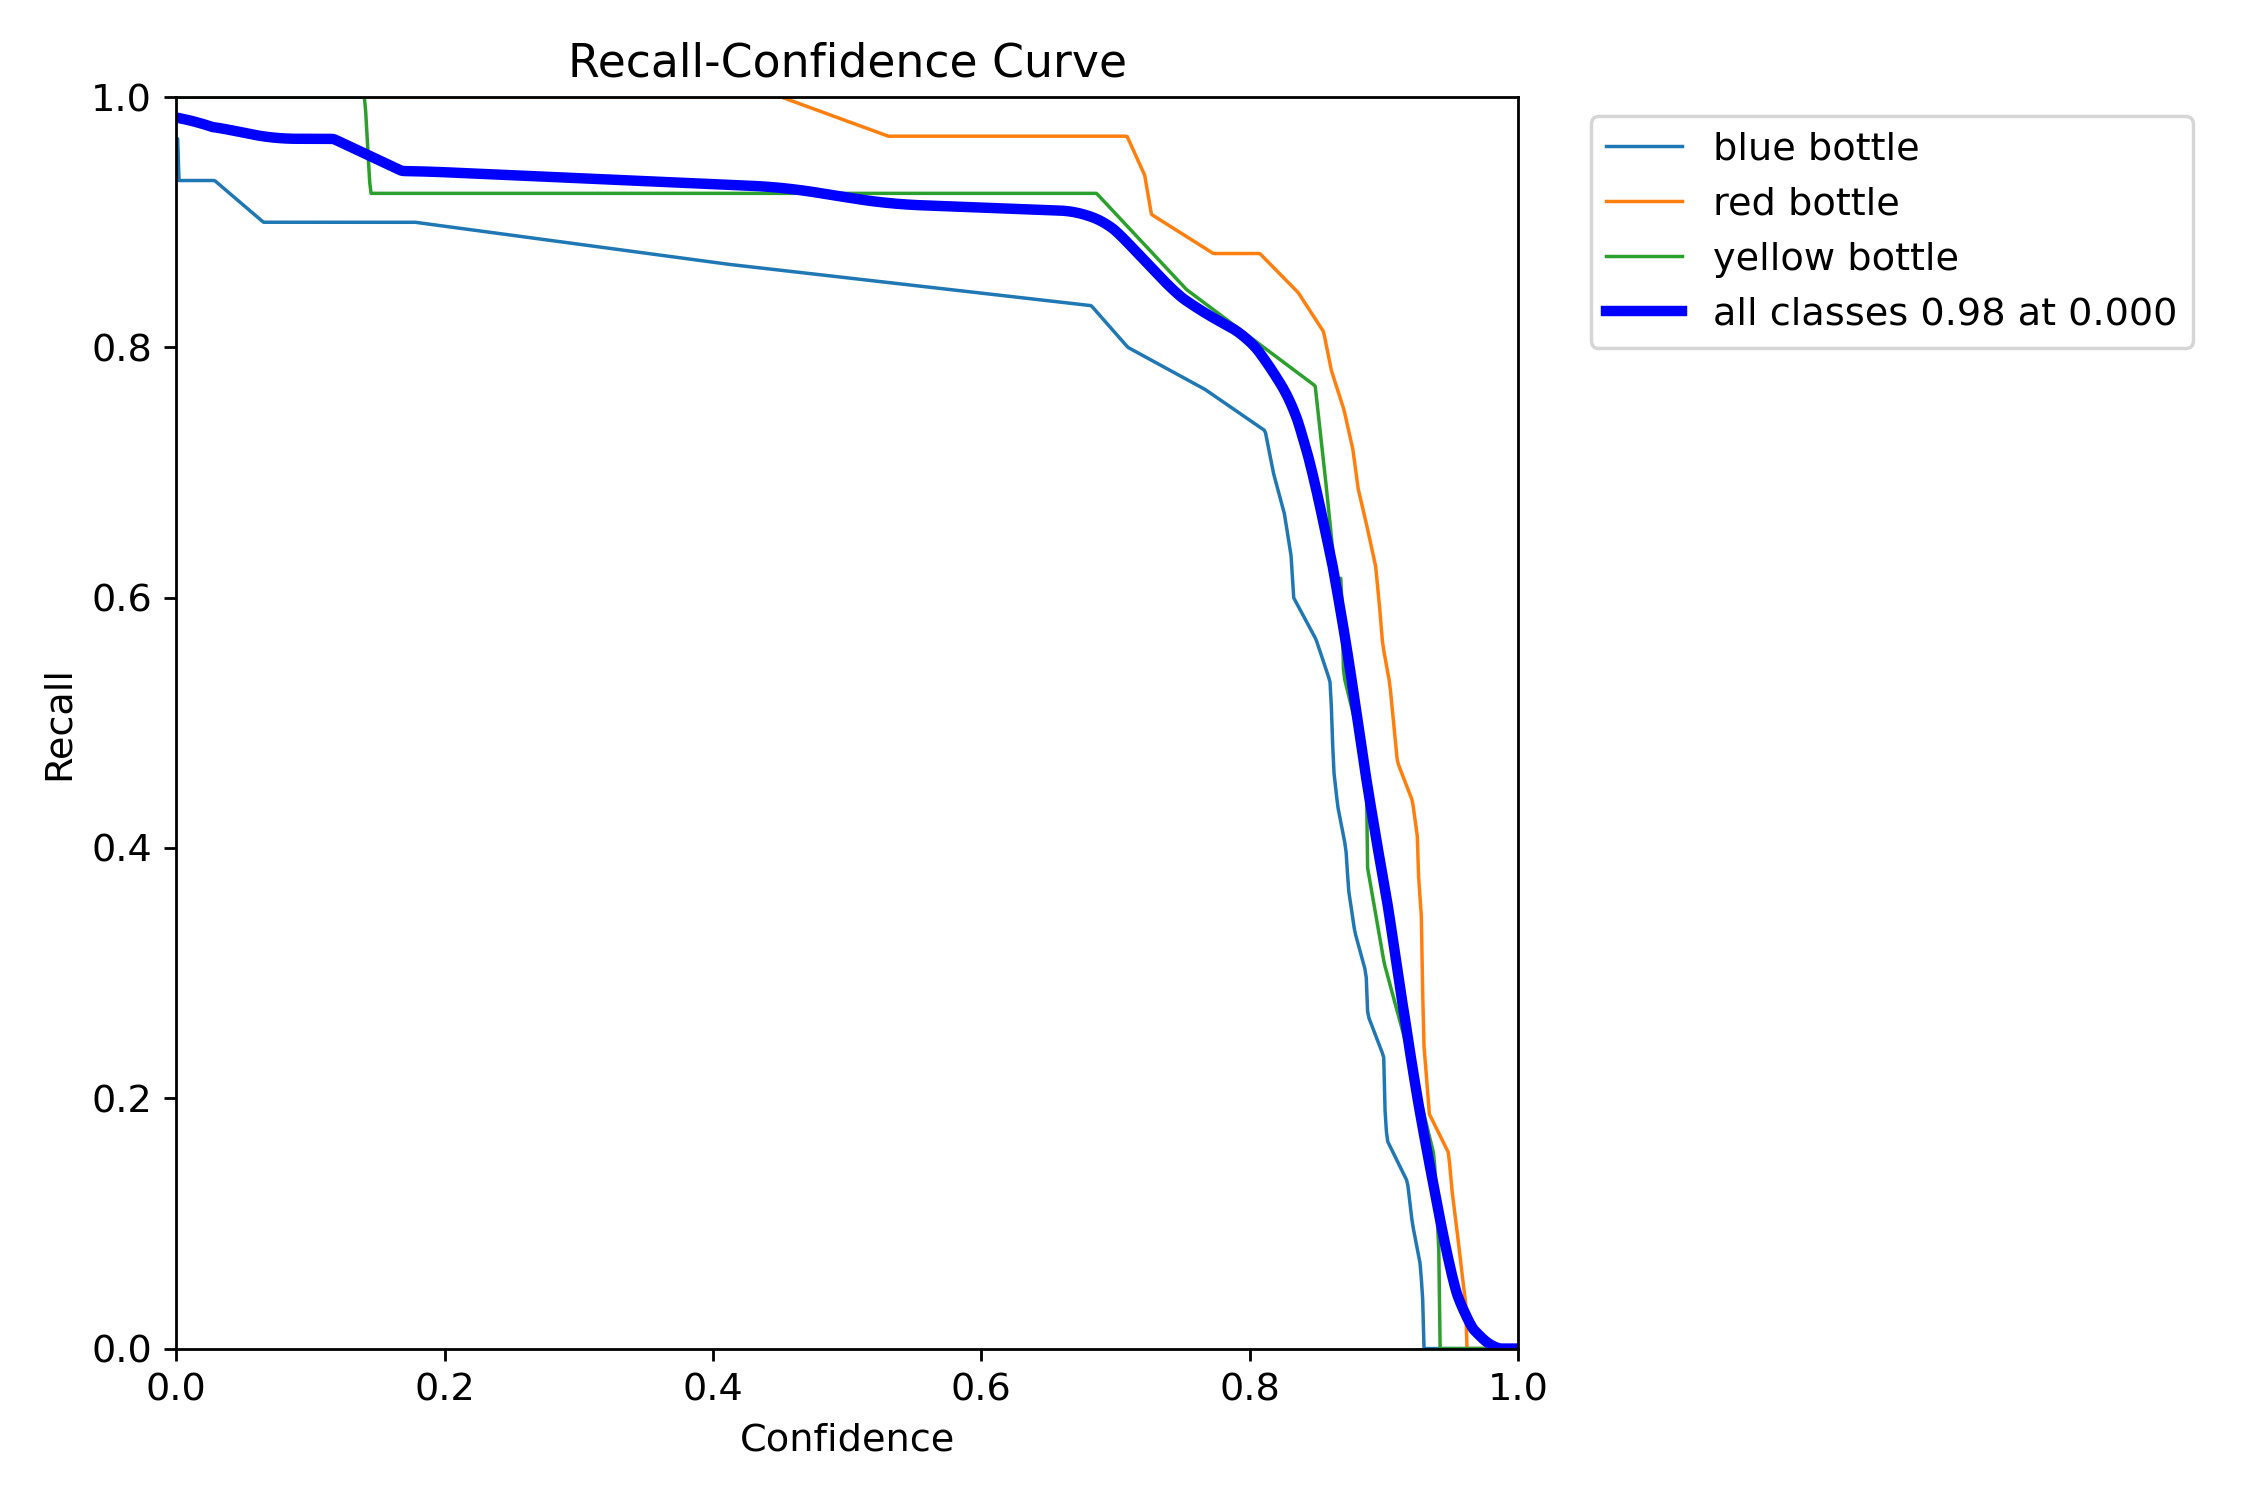 Recall-Confidence Curve
1.0
0.8
0.6
0.4
0.2
0.0
Recall
0.0 0.2 0.4 0.6 0.8 1.0
Confidence
blue bottle
red bottle
yellow bottle
all classes 0.98 at 0.000